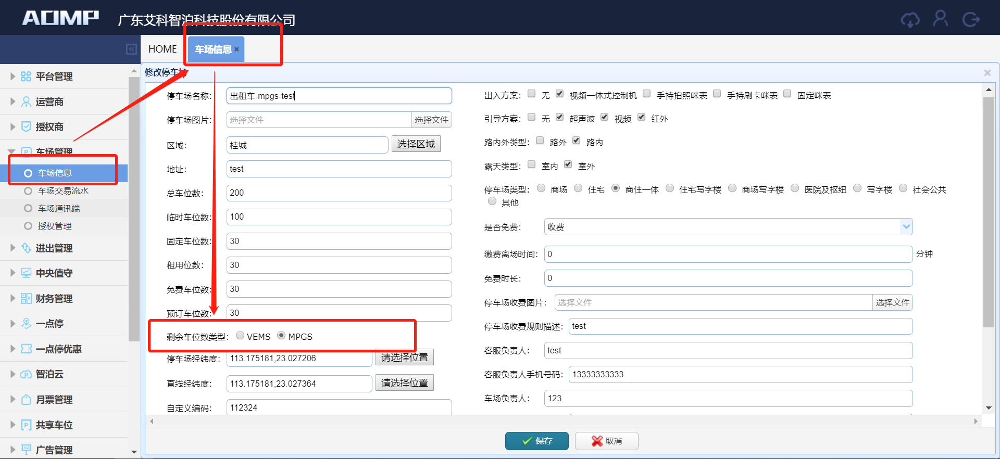 AOMP 广东艾科智泊科技股份有限公司
HOME 车场信息
修改停车场
平台管理
运营商
授权商
车场管理
车场信息
车场交易流水
车场通讯端
授权管理
进出管理
中央值守
财务管理
一点停
一点停优惠
智泊云
月票管理
共享车位
广告管理
停车场名称: 出租车-mpgs-test
停车场图片: 选择文件 选择文件
区域: 桂城 选择区域
地址: test
总车位数: 200
临时车位数: 100
固定车位数: 30
租用位数: 30
免费车位数: 30
预订车位数: 30
剩余车位数类型: VEMS MPGS
停车场经纬度: 113.175181,23.027206 请选择位置
直线经纬度: 113.175181,23.027364 请选择位置
自定义编码: 112324
出入方案: 无 视频一体式控制机 手持拍照咪表 手持刷卡咪表 固定咪表
引导方案: 无 超声波 视频 红外
路内外类型: 路外 路内
露天类型: 室内 室外
停车场类型: 商场 住宅 商住一体 住宅写字楼 商场写字楼 医院及枢纽 写字楼 社会公共
其他
是否免费: 收费
缴费离场时间: 0 分钟
免费时长: 0
停车场收费图片: 选择文件 选择文件
停车场收费规则描述: test
客服负责人: test
客服负责人手机号码: 13333333333
车场负责人: 123
保存 取消